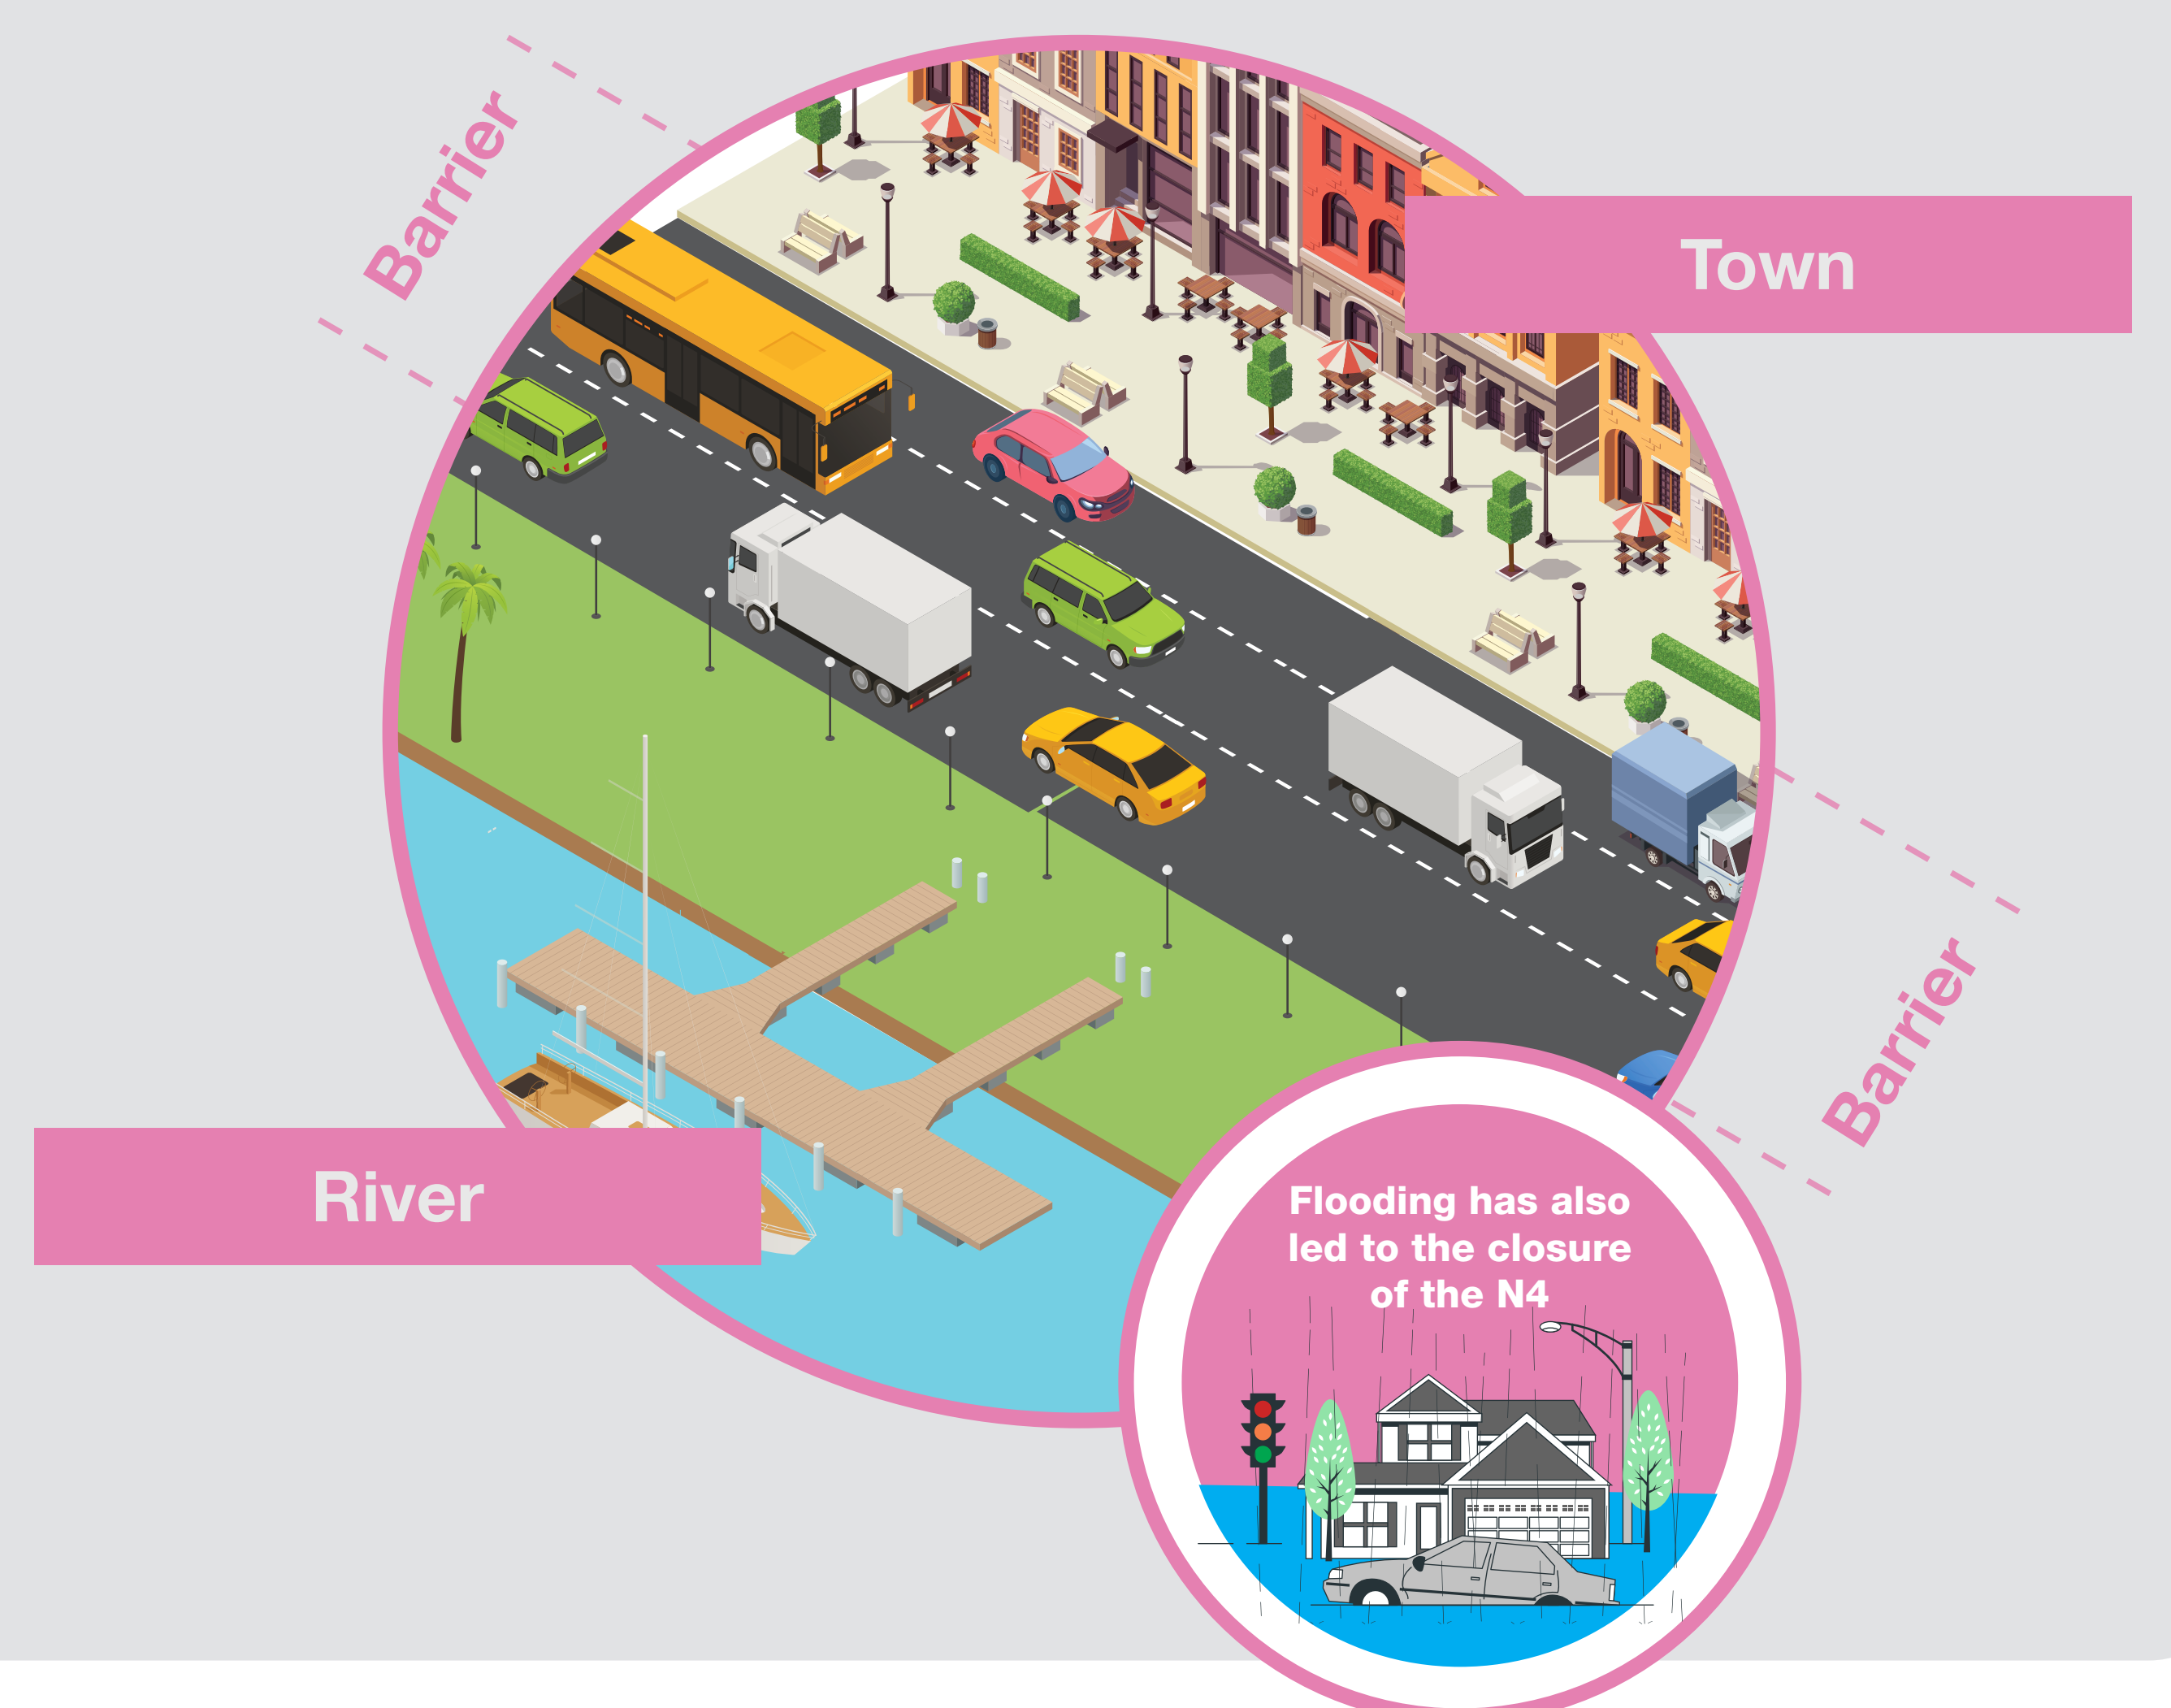 Barrier
Town
River
Barrier
Flooding has also
led to the closure
of the N4